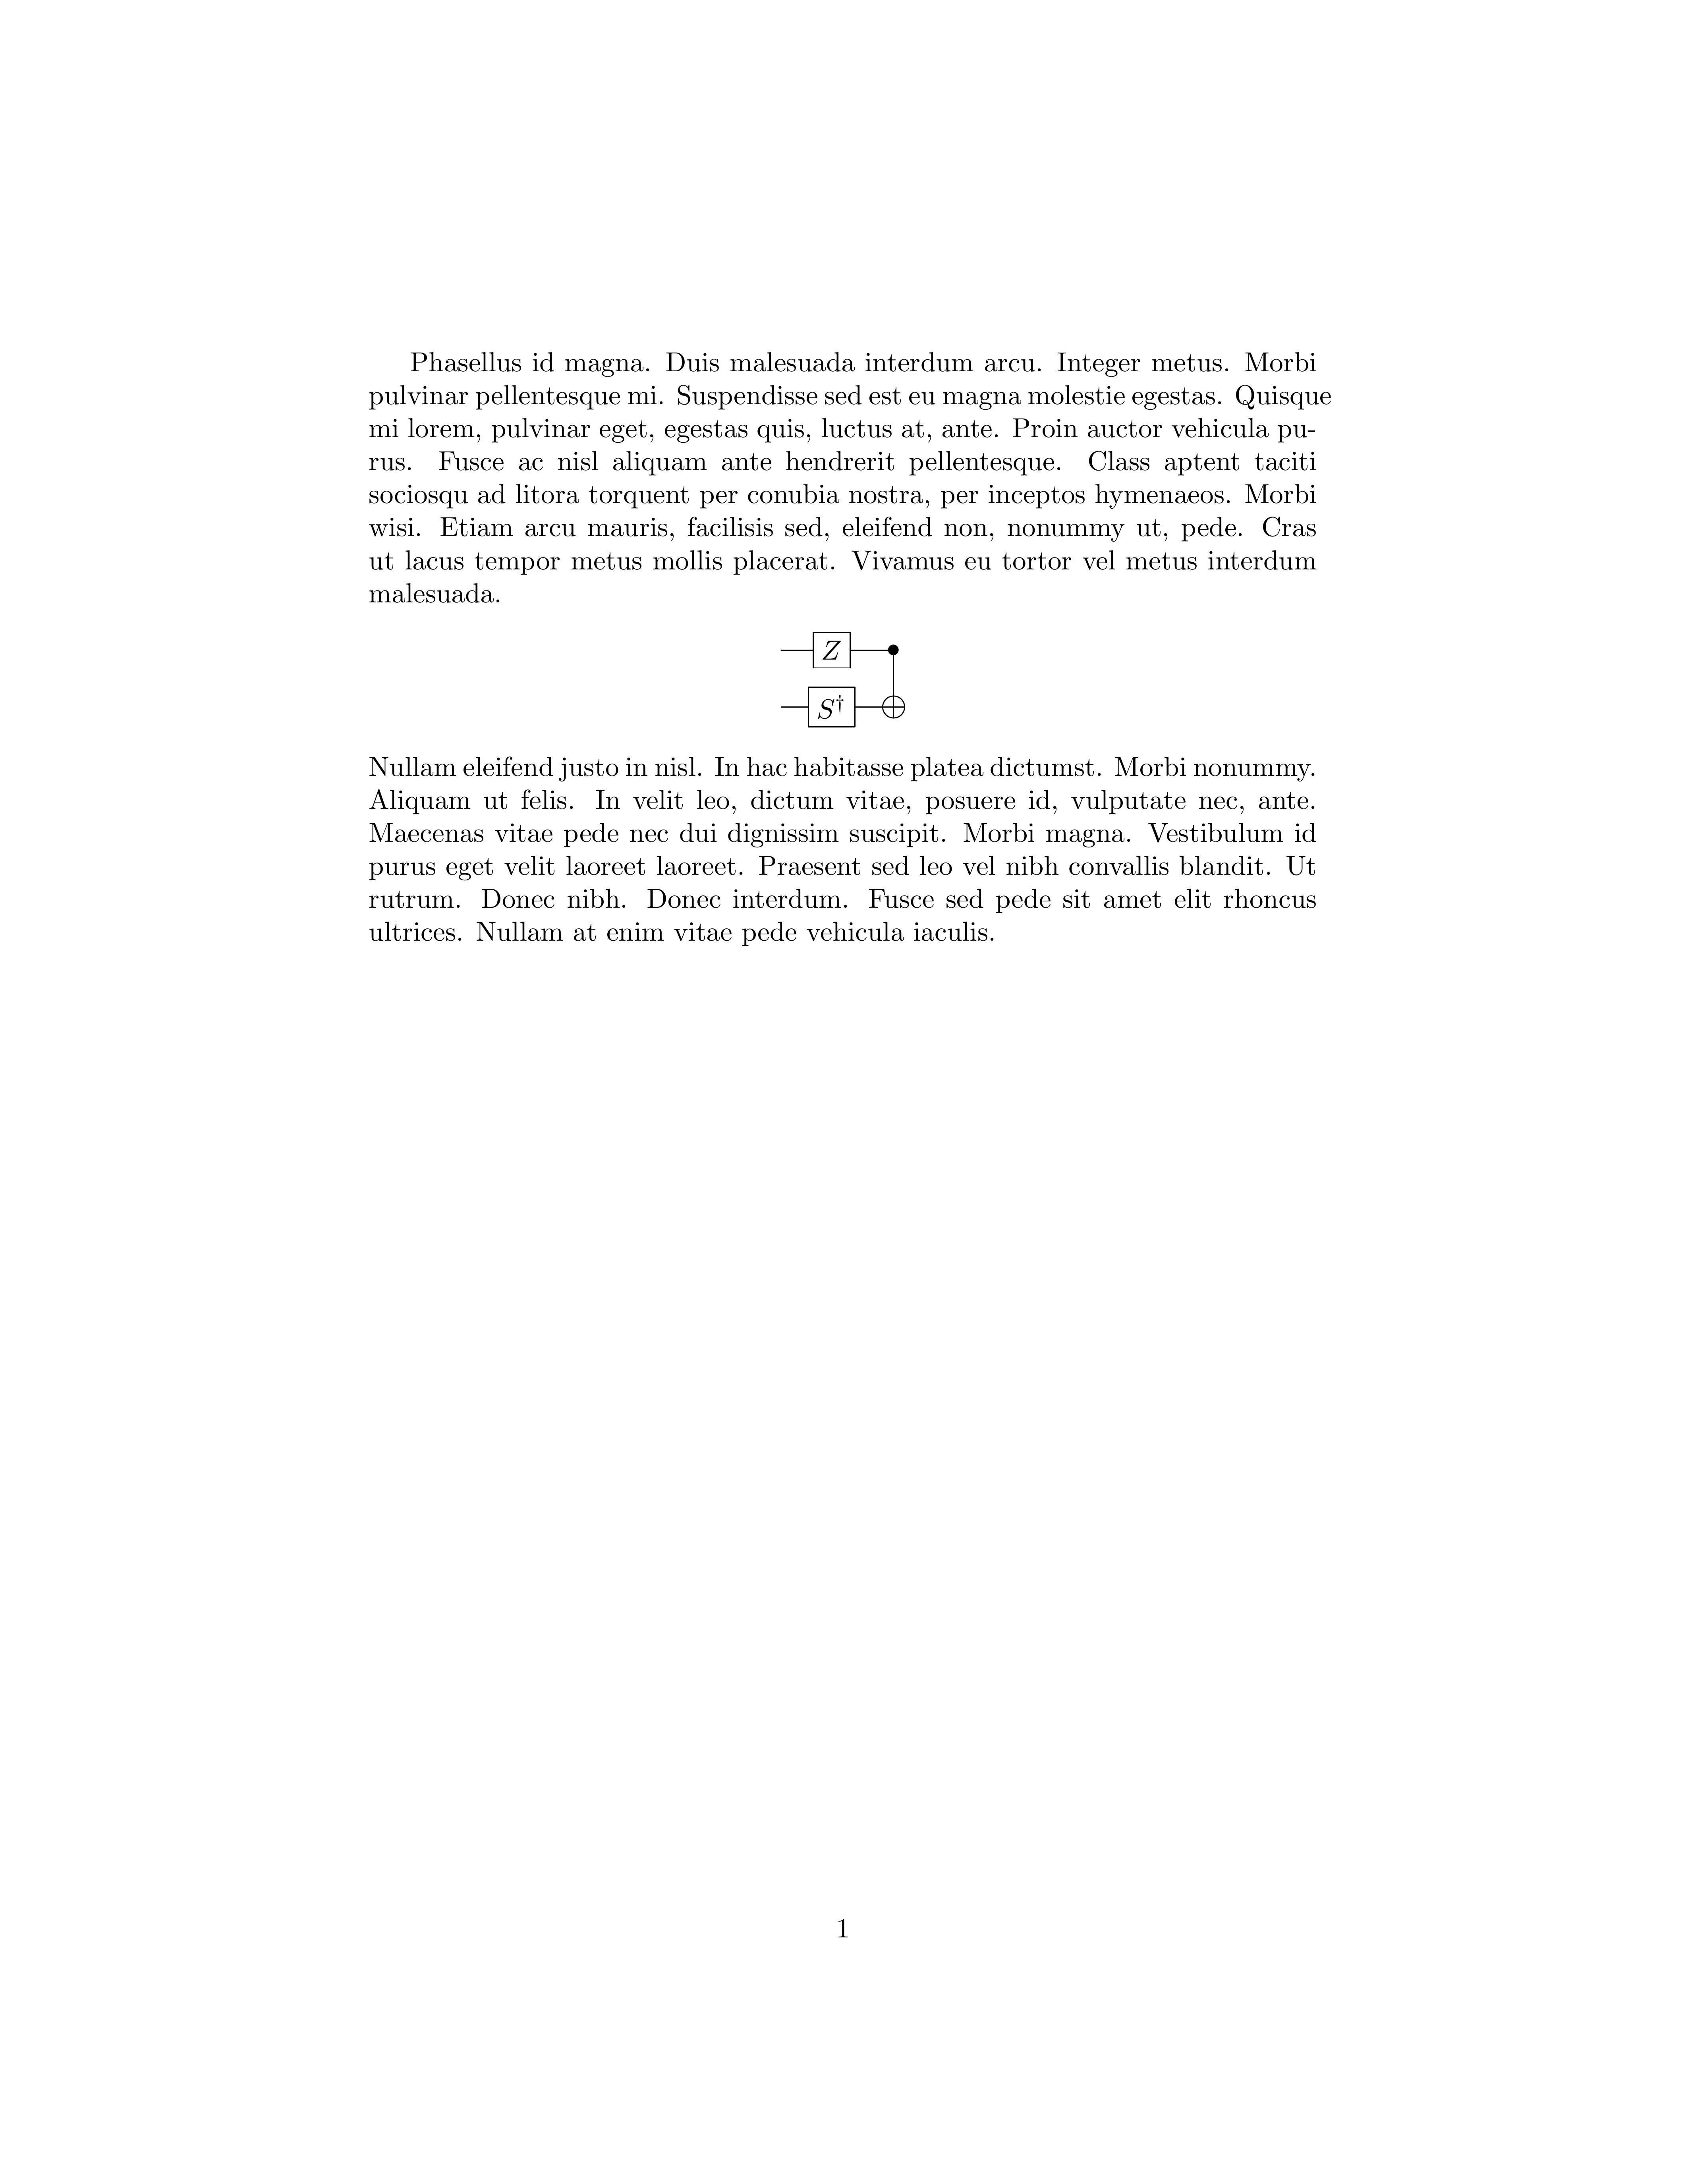 Phasellus id magna. Duis malesuada interdum arcu. Integer metus. Morbi
pulvinar pellentesque mi. Suspendisse sed est eu magna molestie egestas. Quisque
mi lorem, pulvinar eget, egestas quis, luctus at, ante. Proin auctor vehicula pu-
rus. Fusce ac nisl aliquam ante hendrerit pellentesque. Class aptent taciti
sociosqu ad litora torquent per conubia nostra, per inceptos hymenaeos. Morbi
wisi. Etiam arcu mauris, facilisis sed, eleifend non, nonummy ut, pede. Cras
ut lacus tempor metus mollis placerat. Vivamus eu tortor vel metus interdum
malesuada.
Z
S†
Nullam eleifend justo in nisl. In hac habitasse platea dictumst. Morbi nonummy.
Aliquam ut felis. In velit leo, dictum vitae, posuere id, vulputate nec, ante.
Maecenas vitae pede nec dui dignissim suscipit. Morbi magna. Vestibulum id
purus eget velit laoreet laoreet. Praesent sed leo vel nibh convallis blandit. Ut
rutrum. Donec nibh. Donec interdum. Fusce sed pede sit amet elit rhoncus
ultrices. Nullam at enim vitae pede vehicula iaculis.
1